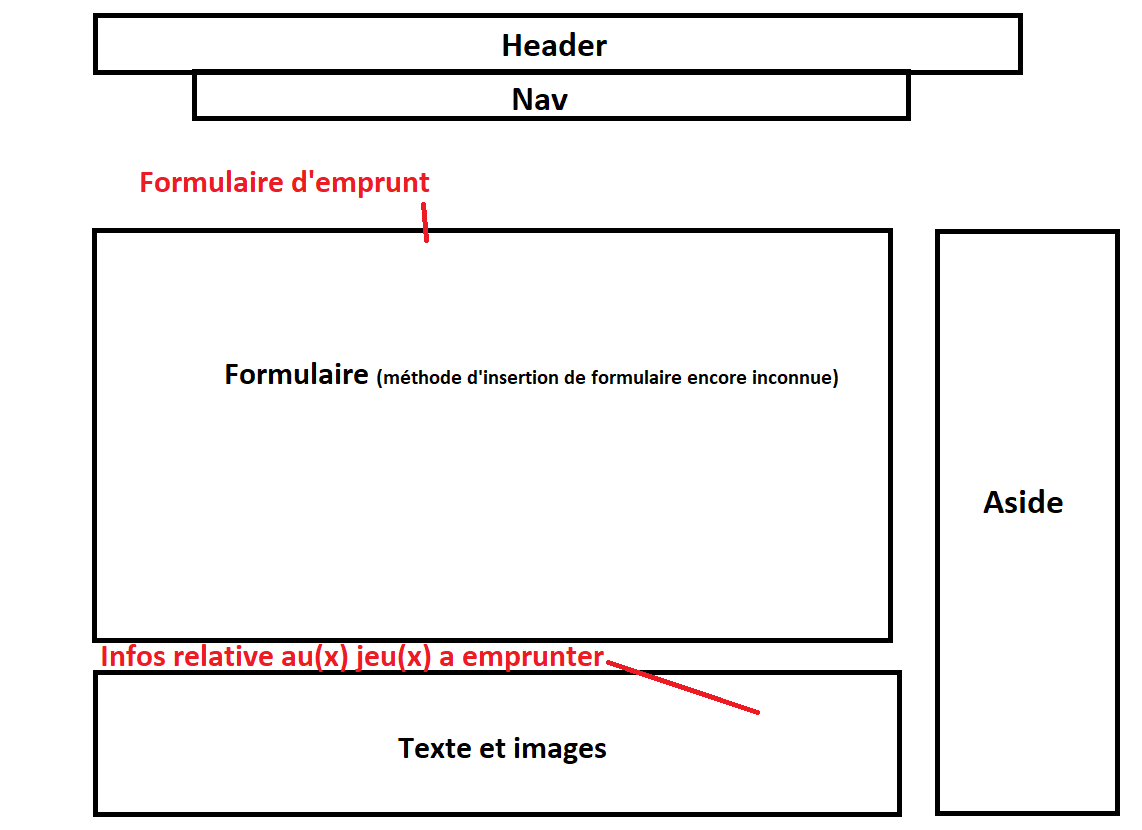 Header
Nav
Formulaire d'emprunt
Formulaire (méthode d'insertion de formulaire encore inconnue)
Aside
Infos relative au(x) jeu(x) a emprunter
Texte et images